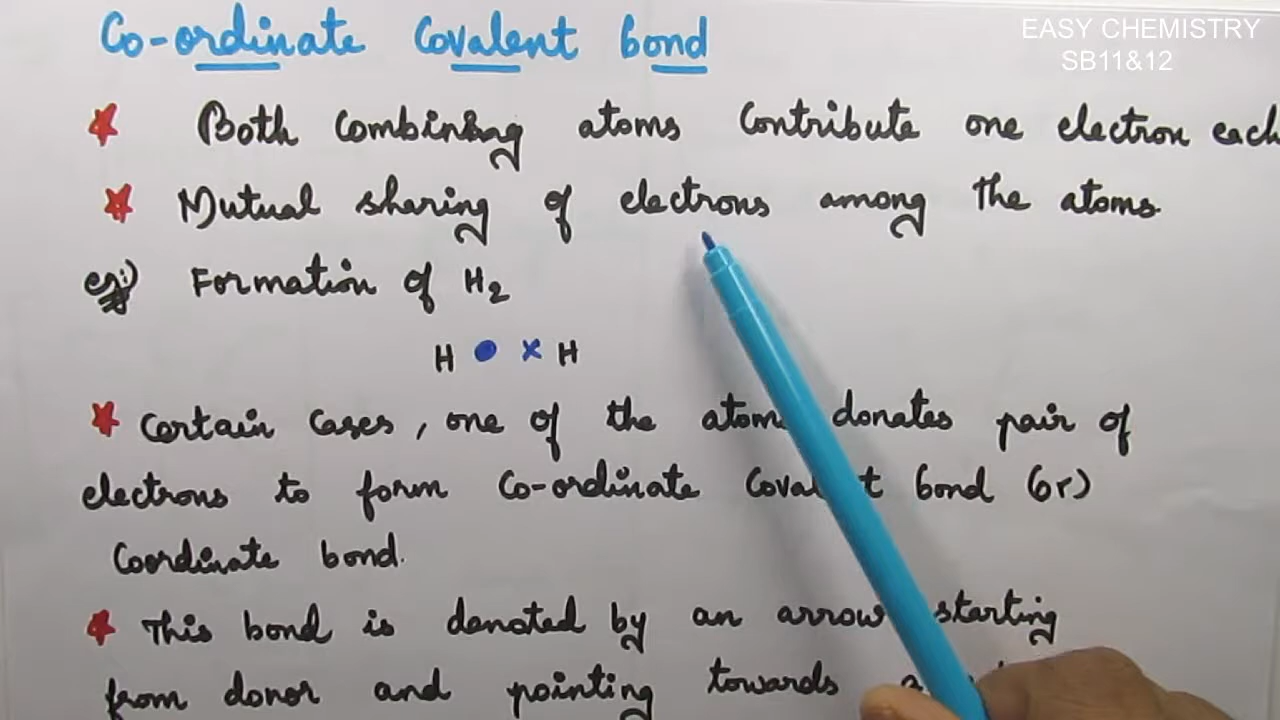 EASY CHEMISTRY
SB11&12
Co-ordinate Covalent bond
Both Combining atoms Contribute one electron each
Mutual sharing of electrons among the atoms.
eg:) Formation of H2
H • x H
Certain Cases, one of the donates pair of
electrons to form Co-ordinate bond (or)
Coordinate bond.
This bond is denoted by an arrow starting
from donor and pointing towards